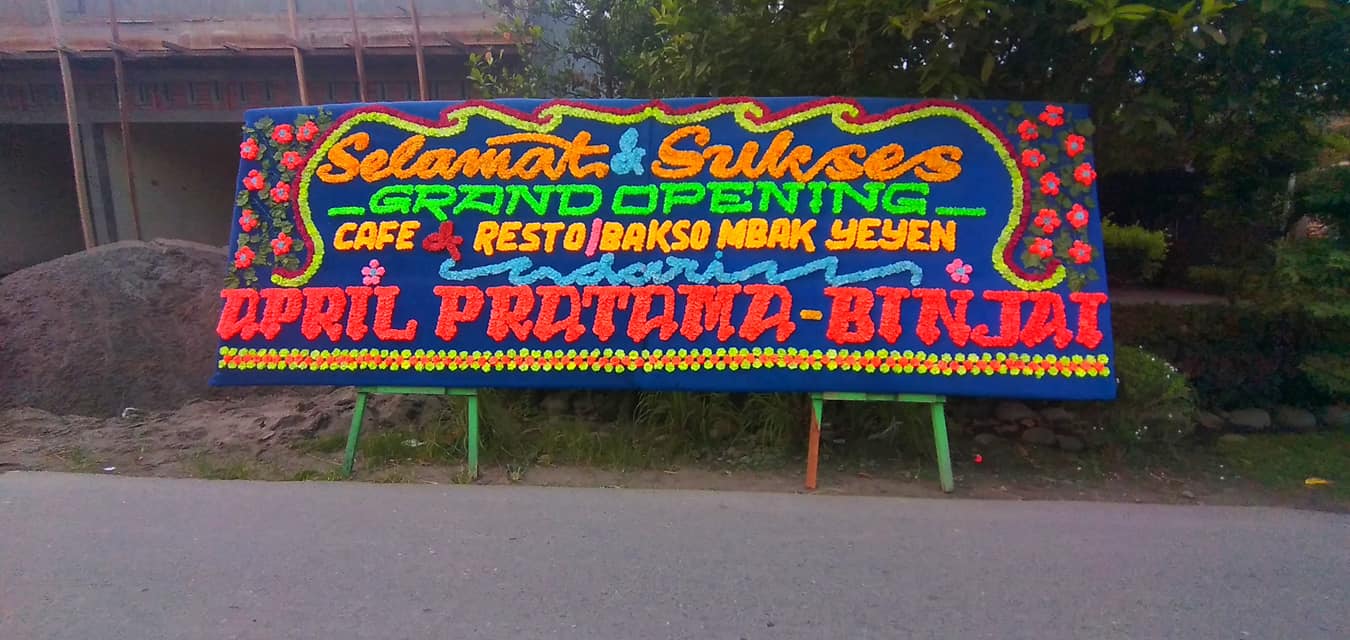 Selamat & Sukses
GRAND OPENING
CAFE & RESTO/BAKSO MBAK YEYEN
dari
APRIL PRATAMA-BINJAI